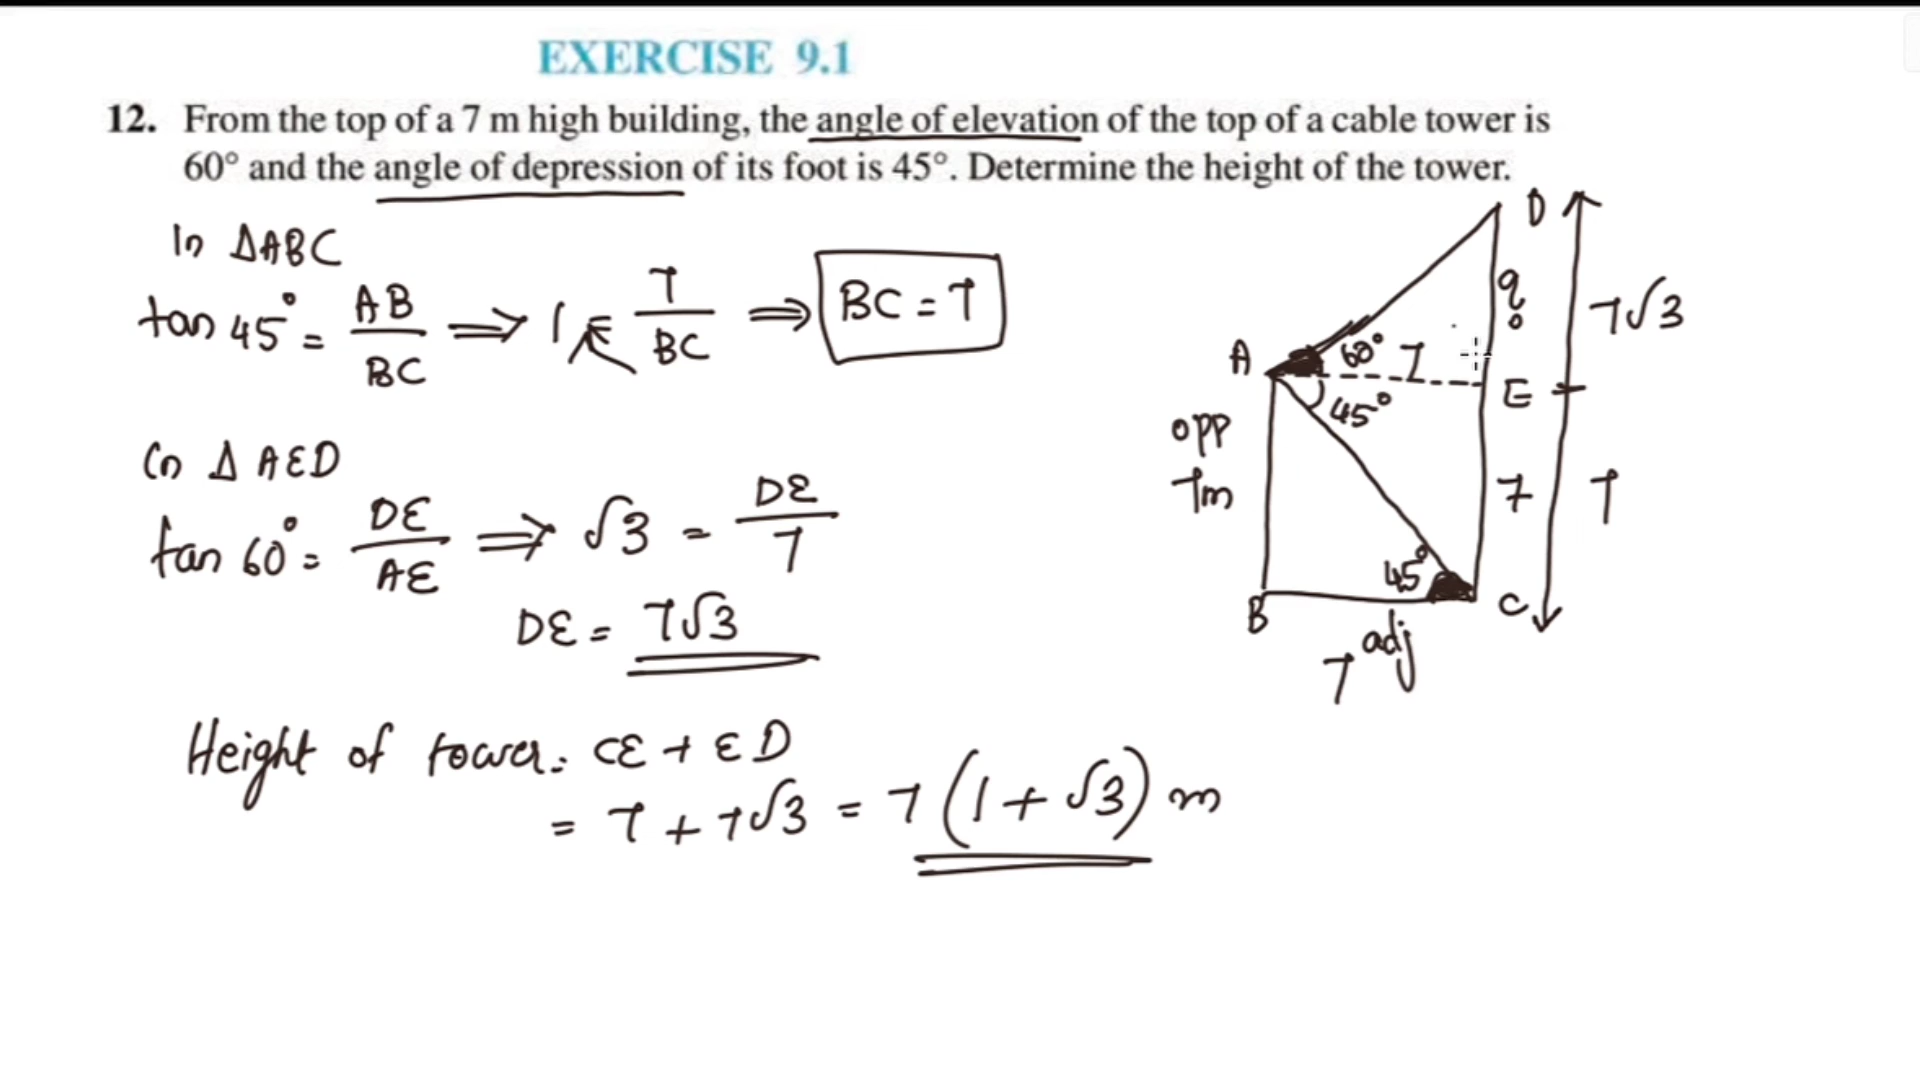 EXERCISE 9.1
12. From the top of a 7 m high building, the angle of elevation of the top of a cable tower is
60° and the angle of depression of its foot is 45°. Determine the height of the tower.
In ΔABC
tan 45° = AB/BC ⇒ 1 = 7/BC ⇒ BC = 7
In ΔAED
tan 60° = DE/AE ⇒ √3 = DE/7
DE = 7√3
Height of tower = CE + ED
= 7 + 7√3 = 7(1+√3) m
D
?
7√3
A
60°
7
E
45°
opp
7m
7
7
45°
B
C
adj
7